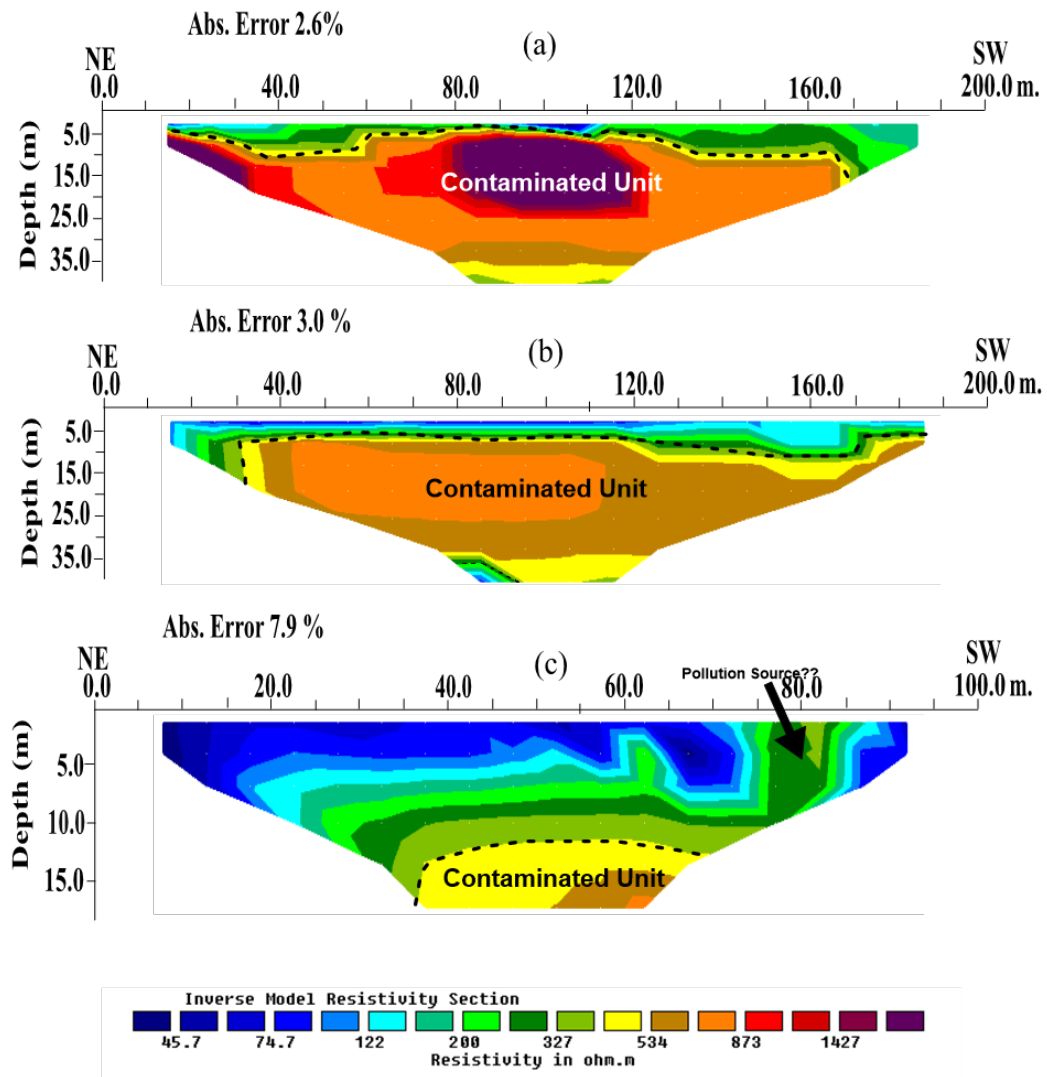 Abs. Error 2.6%
(a)
NE
SW
0.0 40.0 80.0 120.0 160.0 200.0 m.
Depth (m)
5.0
15.0
25.0
35.0
Contaminated Unit
Abs. Error 3.0 %
(b)
NE
SW
0.0 40.0 80.0 120.0 160.0 200.0 m.
Depth (m)
5.0
15.0
25.0
35.0
Contaminated Unit
Abs. Error 7.9 %
(c)
NE
SW
Pollution Source??
0.0 20.0 40.0 60.0 80.0 100.0 m.
Depth (m)
5.0
10.0
15.0
Contaminated Unit
Inverse Model Resistivity Section
45.7 74.7 122 200 327 534 873 1427
Resistivity in ohm.m